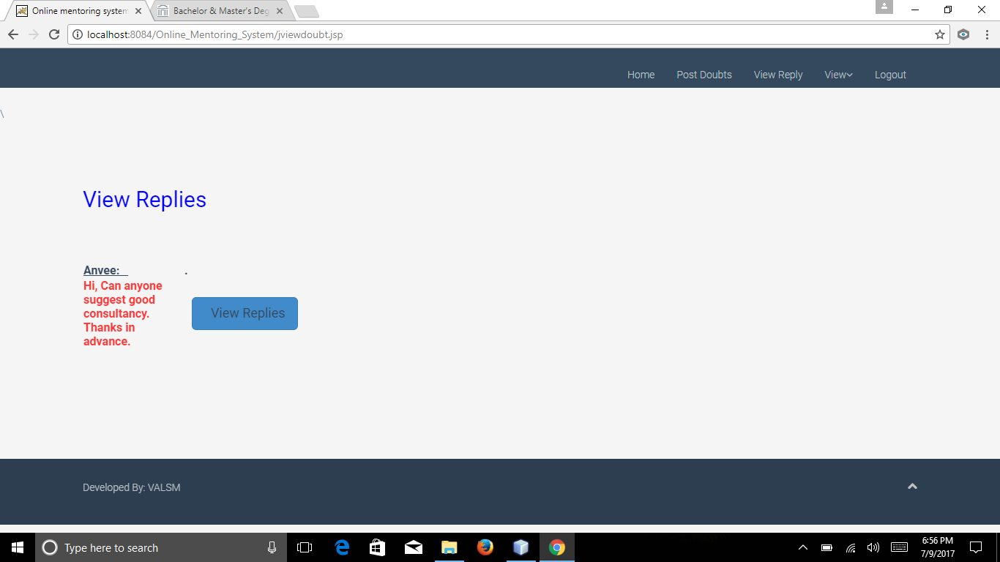 Online mentoring system
Bachelor & Master's Deg
localhost:8084/Online_Mentoring_System/jviewdoubt.jsp
Home Post Doubts View Reply View Logout
\
View Replies
Anvee: .
Hi, Can anyone
suggest good
consultancy.
Thanks in
advance.
View Replies
Developed By: VALSM
Type here to search
6:56 PM
7/9/2017